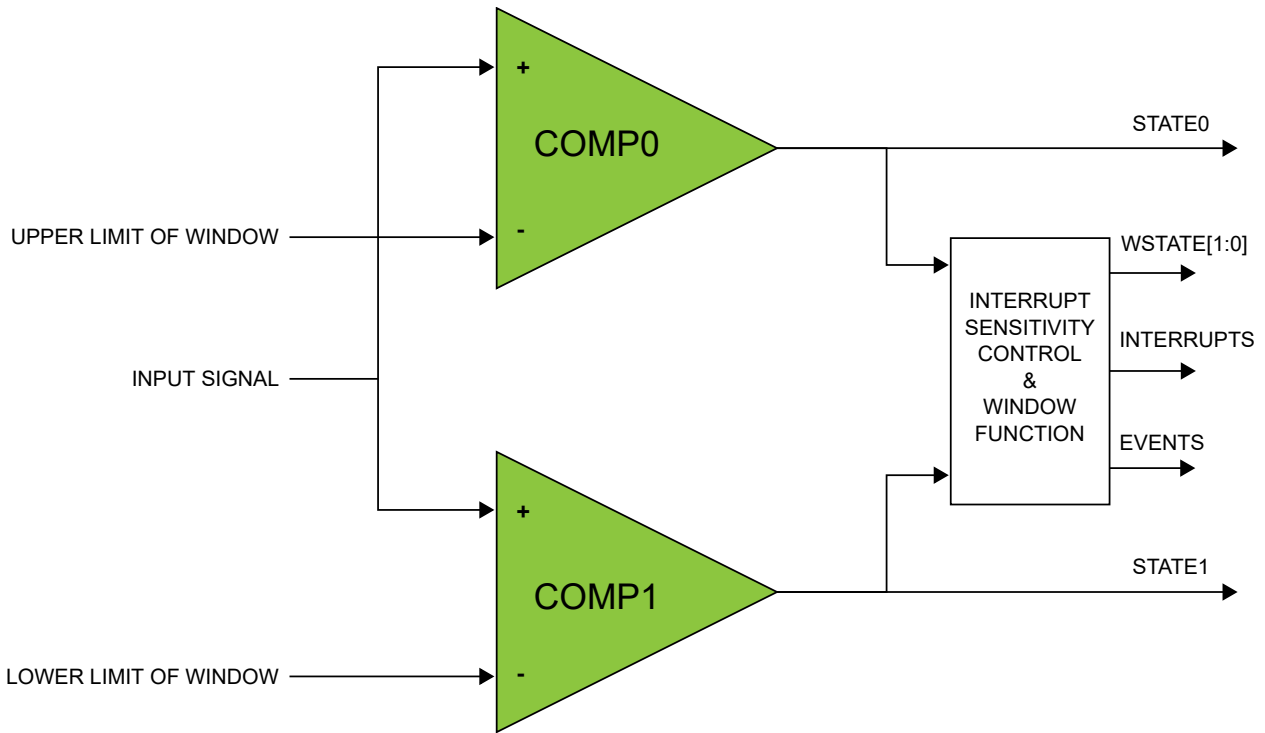 +
COMP0
-
STATE0
UPPER LIMIT OF WINDOW
WSTATE[1:0]
INTERRUPT
SENSITIVITY
CONTROL
&
WINDOW
FUNCTION
INTERRUPTS
INPUT SIGNAL
EVENTS
+
COMP1
-
STATE1
LOWER LIMIT OF WINDOW